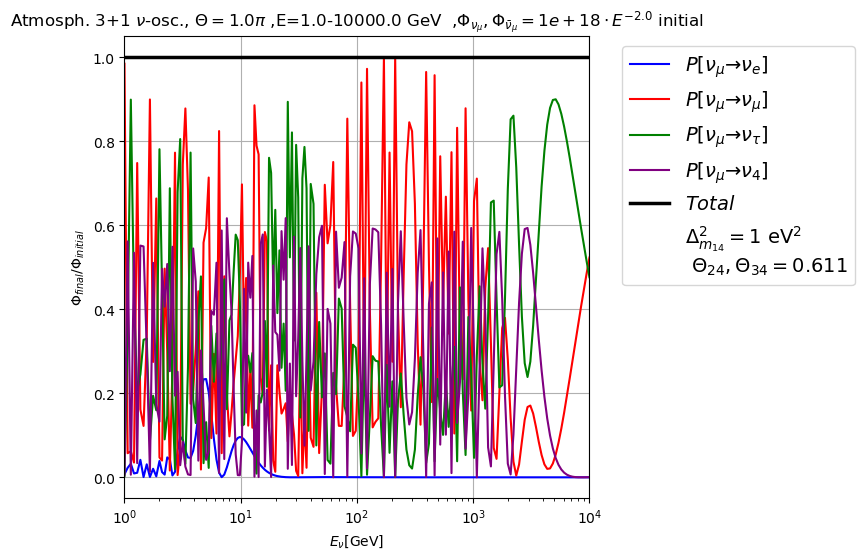 Atmosph. 3+1 ν-osc., Θ = 1.0π ,E=1.0-10000.0 GeV ,Φ_{ν_μ}, Φ_{ν̄_μ} = 1e + 18 · E^{−2.0} initial
Φ_{final}/Φ_{initial}
1.0
0.8
0.6
0.4
0.2
0.0
10^0
10^1
10^2
10^3
10^4
E_ν[GeV]
P[ν_μ→ν_e]
P[ν_μ→ν_μ]
P[ν_μ→ν_τ]
P[ν_μ→ν_4]
Total
Δ^2_{m_{14}} = 1 eV^2
Θ_{24}, Θ_{34} = 0.611